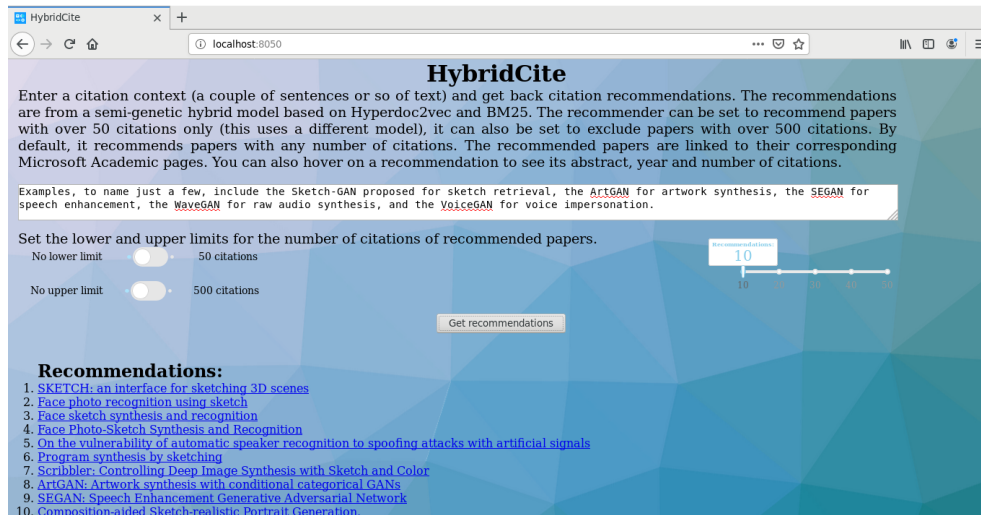 HybridCite
localhost:8050
HybridCite
Enter a citation context (a couple of sentences or so of text) and get back citation recommendations. The recommendations
are from a semi-genetic hybrid model based on Hyperdoc2vec and BM25. The recommender can be set to recommend papers
with over 50 citations only (this uses a different model), it can also be set to exclude papers with over 500 citations. By
default, it recommends papers with any number of citations. The recommended papers are linked to their corresponding
Microsoft Academic pages. You can also hover on a recommendation to see its abstract, year and number of citations.
Examples, to name just a few, include the Sketch-GAN proposed for sketch retrieval, the ArtGAN for artwork synthesis, the SEGAN for
speech enhancement, the WaveGAN for raw audio synthesis, and the VoiceGAN for voice impersonation.
Set the lower and upper limits for the number of citations of recommended papers.
No lower limit 50 citations
Recommendations:
10
10 20 30 40 50
No upper limit 500 citations
Get recommendations
Recommendations:
1. SKETCH: an interface for sketching 3D scenes
2. Face photo recognition using sketch
3. Face sketch synthesis and recognition
4. Face Photo-Sketch Synthesis and Recognition
5. On the vulnerability of automatic speaker recognition to spoofing attacks with artificial signals
6. Program synthesis by sketching
7. Scribbler: Controlling Deep Image Synthesis with Sketch and Color
8. ArtGAN: Artwork synthesis with conditional categorical GANs
9. SEGAN: Speech Enhancement Generative Adversarial Network
10. Composition-aided Sketch-realistic Portrait Generation.